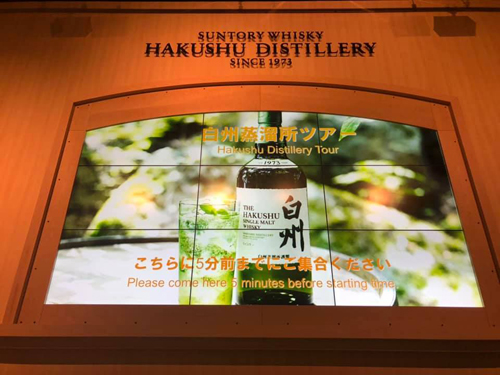 SUNTORY WHISKY
HAKUSHU DISTILLERY
SINCE 1973
白州蒸溜所ツアー
Hakushu Distillery Tour
1973
THE
HAKUSHU
SINGLE MALT
WHISKY
白州
こちらに5分前までにご集合ください
Please come here 5 minutes before starting time.